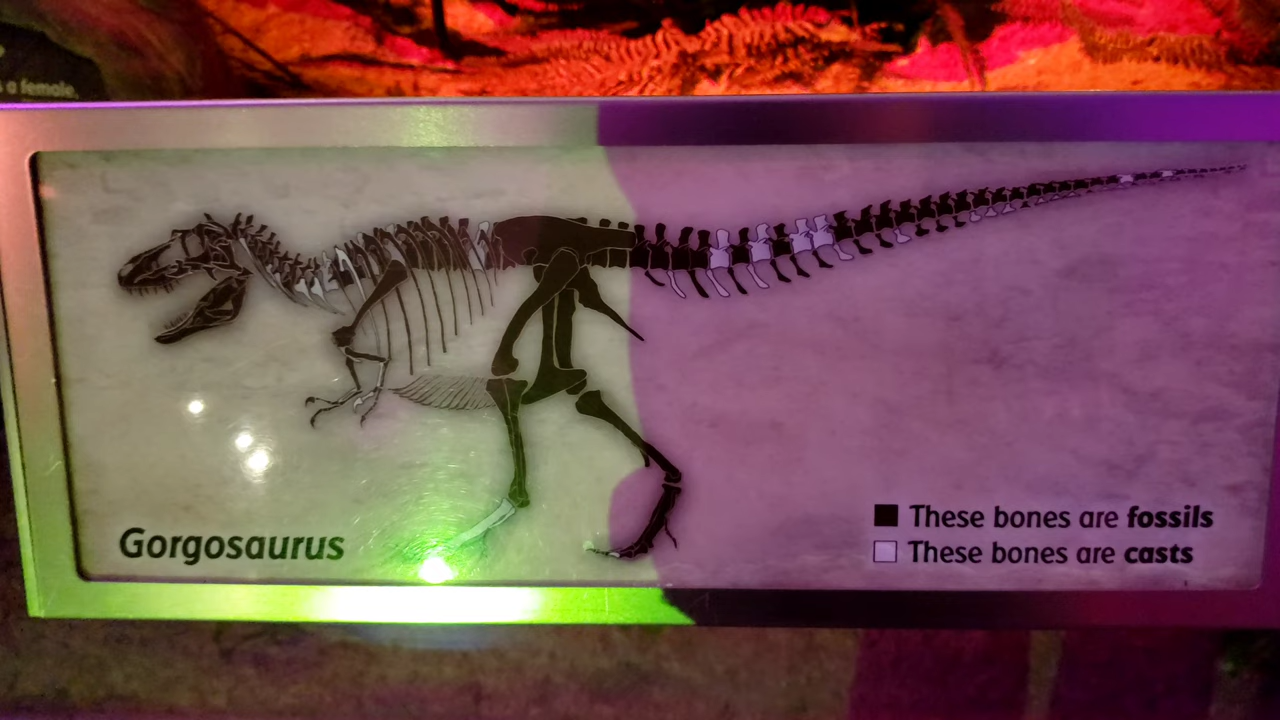 s a female,
Gorgosaurus
These bones are fossils
These bones are casts